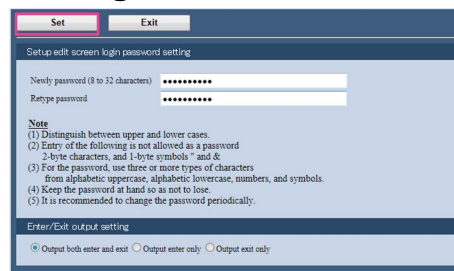 Set Exit
Setup edit screen login password setting
Newly password (8 to 32 characters) ••••••••••
Retype password ••••••••••
Note
(1) Distinguish between upper and lower cases.
(2) Entry of the following is not allowed as a password
2-byte characters, and 1-byte symbols " and &
(3) For the password, use three or more types of characters
from alphabetic uppercase, alphabetic lowercase, numbers, and symbols.
(4) Keep the password at hand so as not to lose.
(5) It is recommended to change the password periodically.
Enter/Exit output setting
Output both enter and exit Output enter only Output exit only